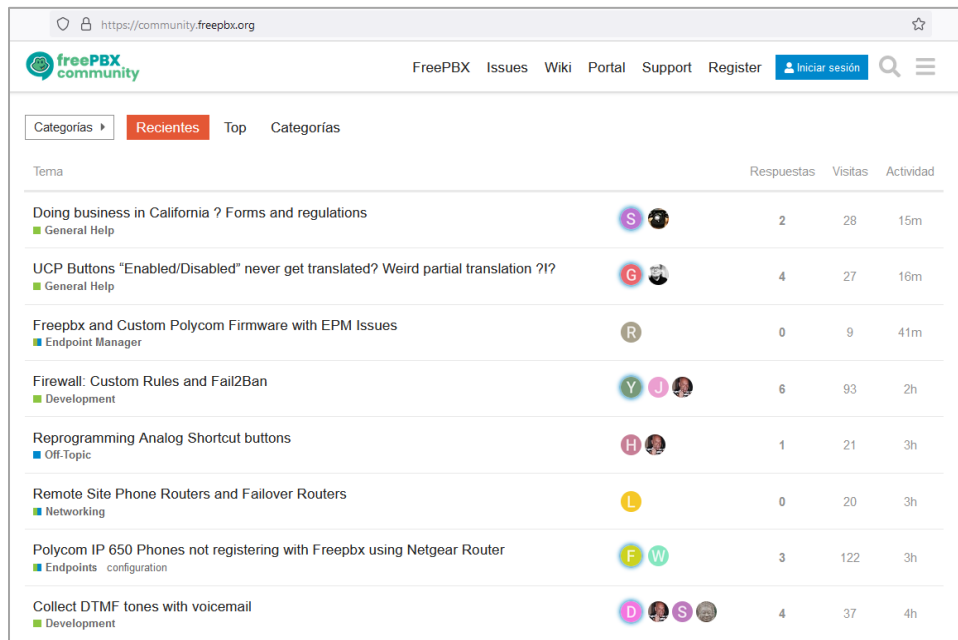 https://community.freepbx.org
freePBX community
FreePBX Issues Wiki Portal Support Register Iniciar sesión
Categorías Recientes Top Categorías
Tema Respuestas Visitas Actividad
Doing business in California ? Forms and regulations
General Help
S 2 28 15m
UCP Buttons “Enabled/Disabled” never get translated? Weird partial translation ?!?
General Help
G 4 27 16m
Freepbx and Custom Polycom Firmware with EPM Issues
Endpoint Manager
R 0 9 41m
Firewall: Custom Rules and Fail2Ban
Development
Y J 6 93 2h
Reprogramming Analog Shortcut buttons
Off-Topic
H 1 21 3h
Remote Site Phone Routers and Failover Routers
Networking
L 0 20 3h
Polycom IP 650 Phones not registering with Freepbx using Netgear Router
Endpoints configuration
F W 3 122 3h
Collect DTMF tones with voicemail
Development
D S 4 37 4h